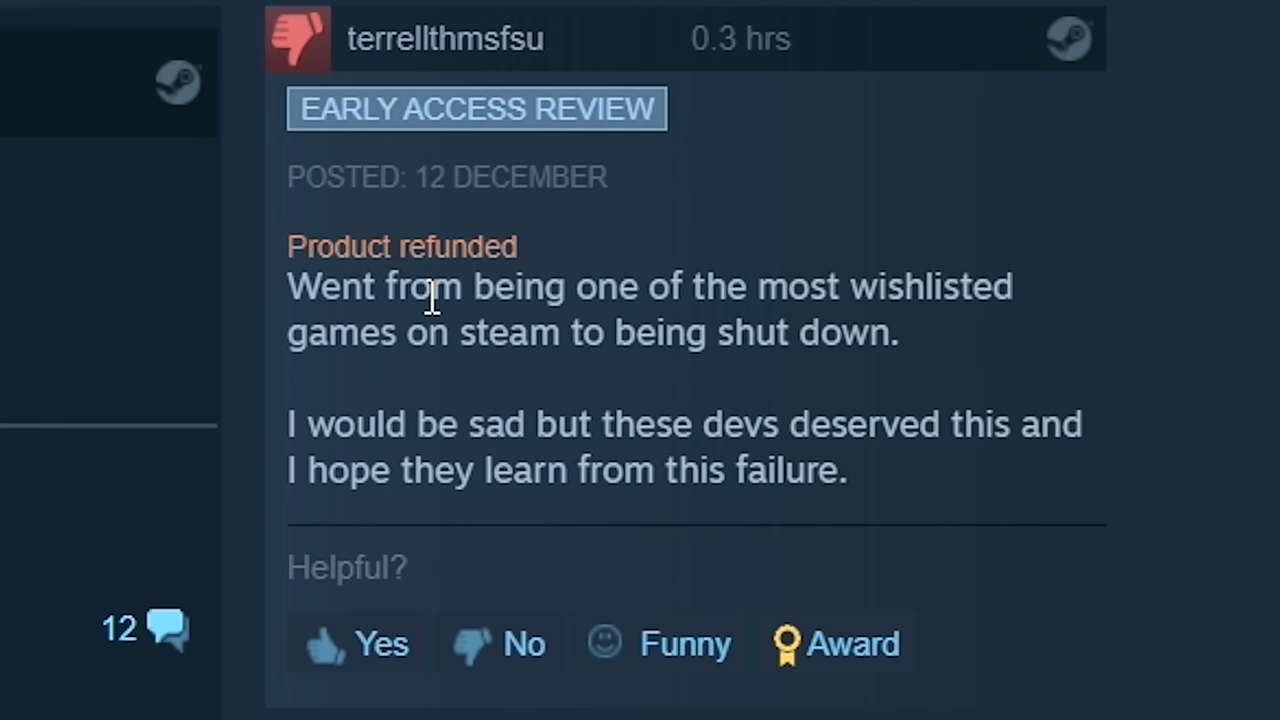 terrellthmsfsu 0.3 hrs
EARLY ACCESS REVIEW
POSTED: 12 DECEMBER
Product refunded
Went from being one of the most wishlisted
games on steam to being shut down.
I would be sad but these devs deserved this and
I hope they learn from this failure.
Helpful?
12
Yes No Funny Award